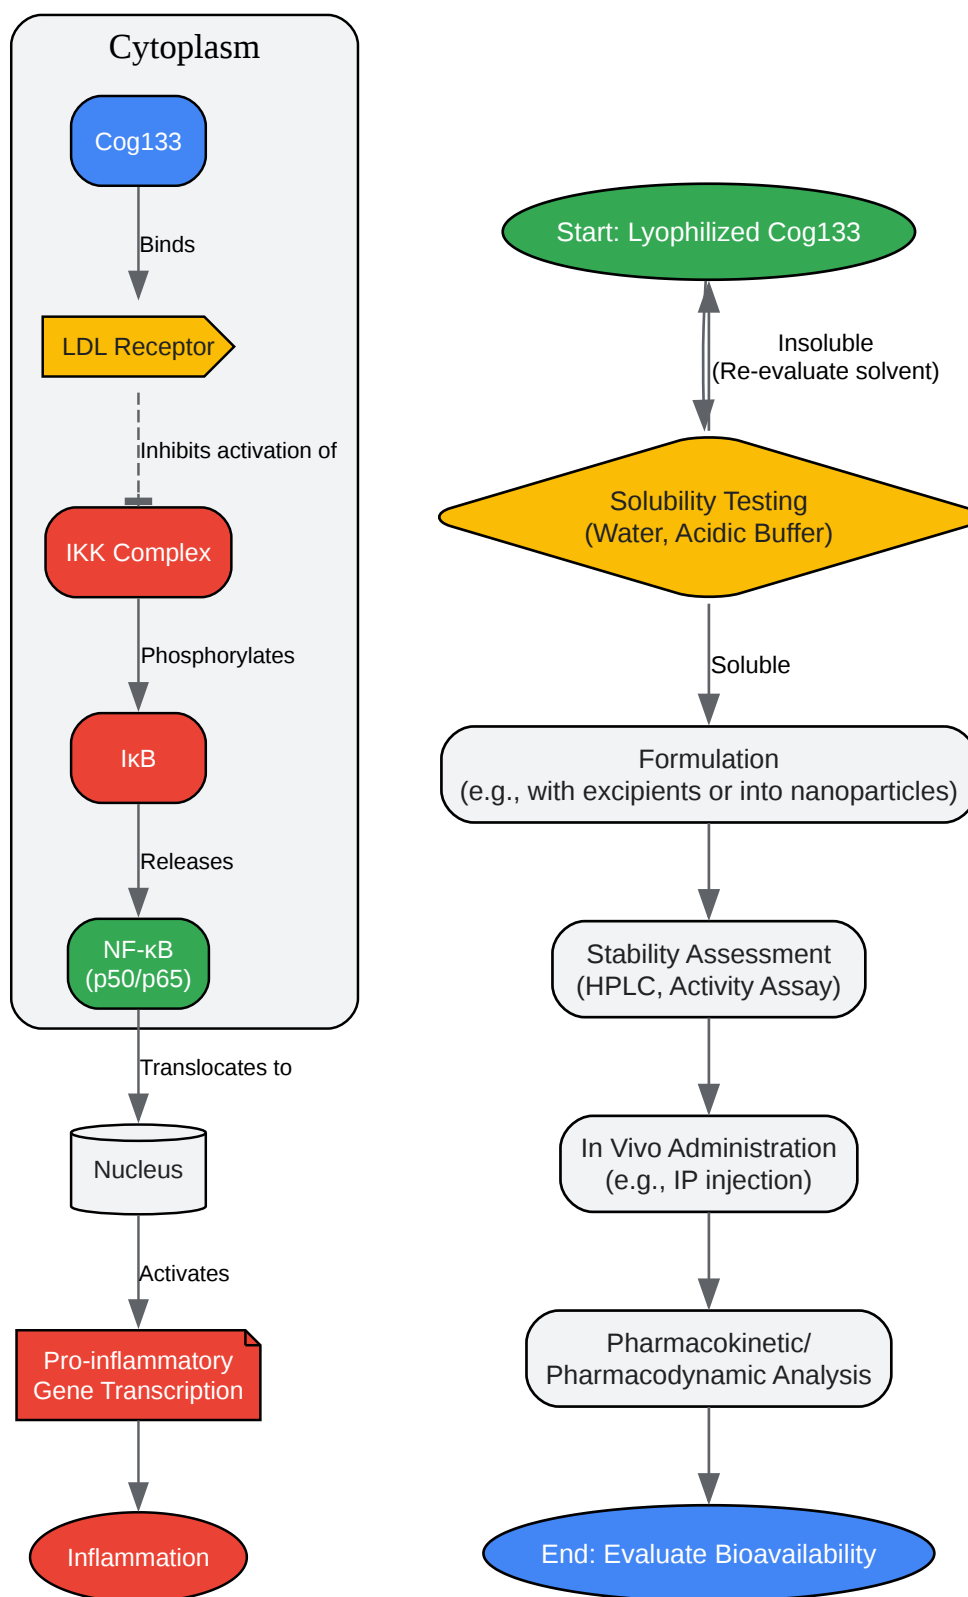 Cytoplasm
Cog133
Binds
LDL Receptor
Inhibits activation of
IKK Complex
Phosphorylates
IκB
Releases
NF-κB
(p50/p65)
Translocates to
Nucleus
Activates
Pro-inflammatory
Gene Transcription
Inflammation
Start: Lyophilized Cog133
Insoluble
(Re-evaluate solvent)
Solubility Testing
(Water, Acidic Buffer)
Soluble
Formulation
(e.g., with excipients or into nanoparticles)
Stability Assessment
(HPLC, Activity Assay)
In Vivo Administration
(e.g., IP injection)
Pharmacokinetic/
Pharmacodynamic Analysis
End: Evaluate Bioavailability